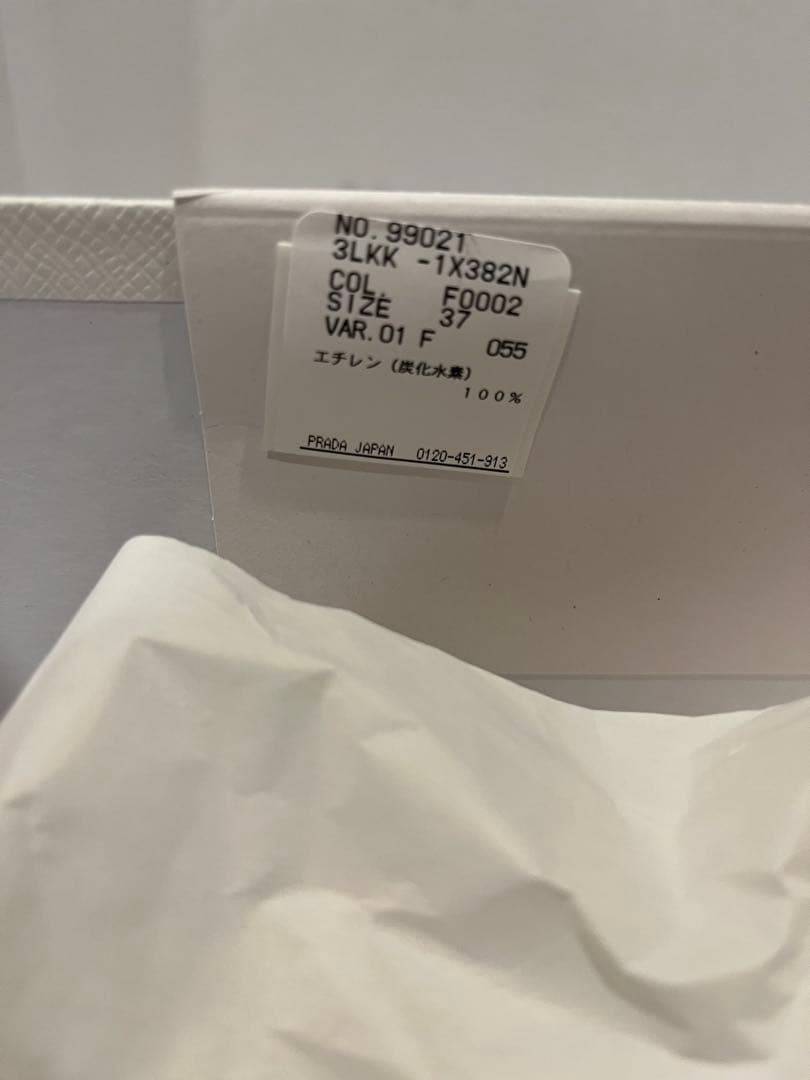 NO. 99021
3LKK -1X382N
COL. F0002
SIZE 37
VAR. 01 F 055
エチレン (炭化水素)
100%
PRADA JAPAN 0120-451-913